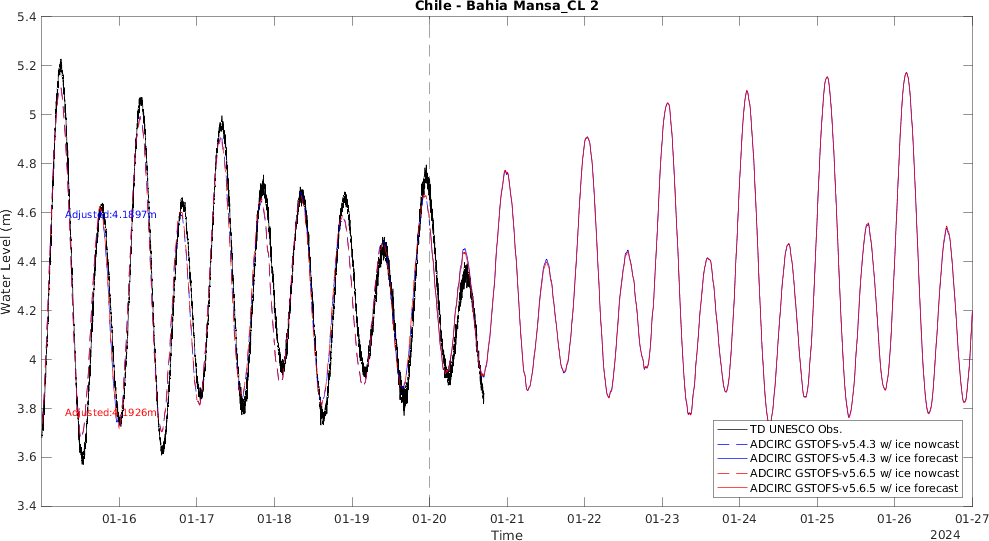 Chile - Bahia Mansa_CL 2
5.4
5.2
5
4.8
4.6
4.4
4.2
4
3.8
3.6
3.4
Water Level (m)
Adjusted:4.1897m
Adjusted:4.1926m
TD UNESCO Obs.
ADCIRC GSTOFS-v5.4.3 w/ ice nowcast
ADCIRC GSTOFS-v5.4.3 w/ ice forecast
ADCIRC GSTOFS-v5.6.5 w/ ice nowcast
ADCIRC GSTOFS-v5.6.5 w/ ice forecast
01-16 01-17 01-18 01-19 01-20 01-21 01-22 01-23 01-24 01-25 01-26 01-27
Time
2024